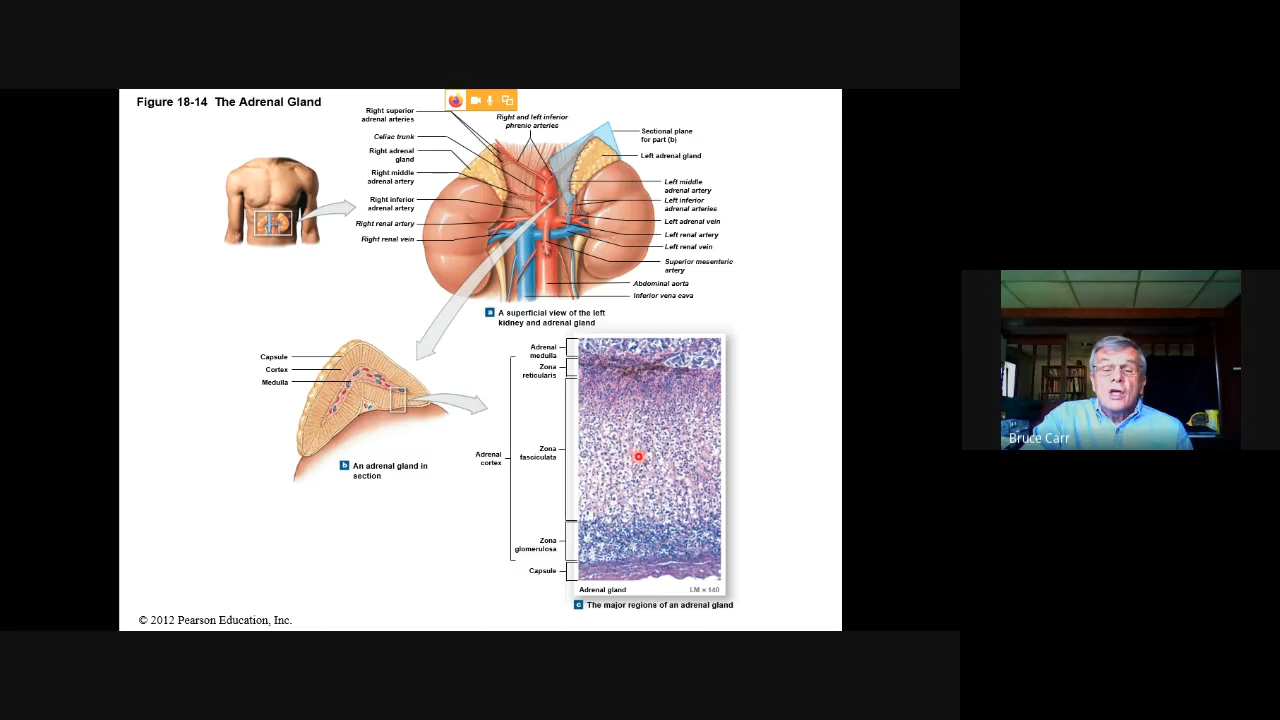 Figure 18-14 The Adrenal Gland
Right superior
adrenal arteries
Celiac trunk
Right adrenal
gland
Right middle
adrenal artery
Right inferior
adrenal artery
Right renal artery
Right renal vein
Right and left inferior
phrenic arteries
Sectional plane
for part (b)
Left adrenal gland
Left middle
adrenal artery
Left inferior
adrenal arteries
Left adrenal vein
Left renal artery
Left renal vein
Superior mesenteric
artery
Abdominal aorta
Inferior vena cava
a A superficial view of the left
kidney and adrenal gland
Capsule
Cortex
Medulla
b An adrenal gland in
section
Adrenal
medulla
Zona
reticularis
Adrenal
cortex
Zona
fasciculata
Zona
glomerulosa
Capsule
Adrenal gland LM × 140
c The major regions of an adrenal gland
© 2012 Pearson Education, Inc.
Bruce Carr